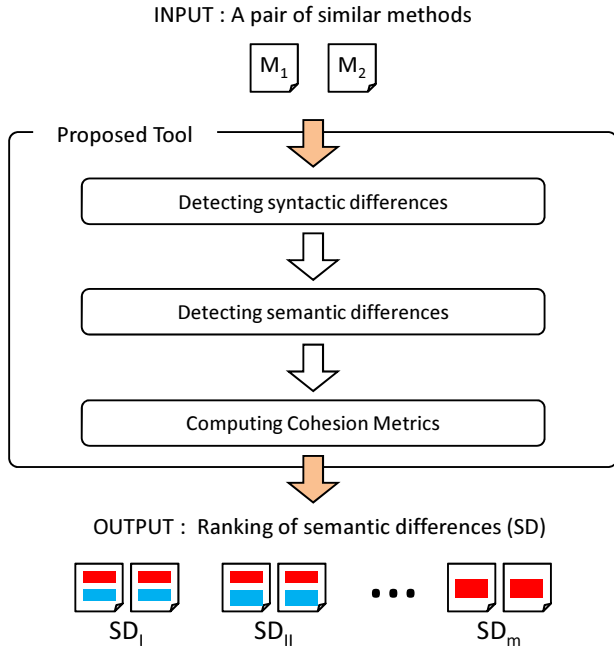 INPUT : A pair of similar methods
M1 M2
Proposed Tool
Detecting syntactic differences
Detecting semantic differences
Computing Cohesion Metrics
OUTPUT : Ranking of semantic differences (SD)
SDI SDII ••• SDm